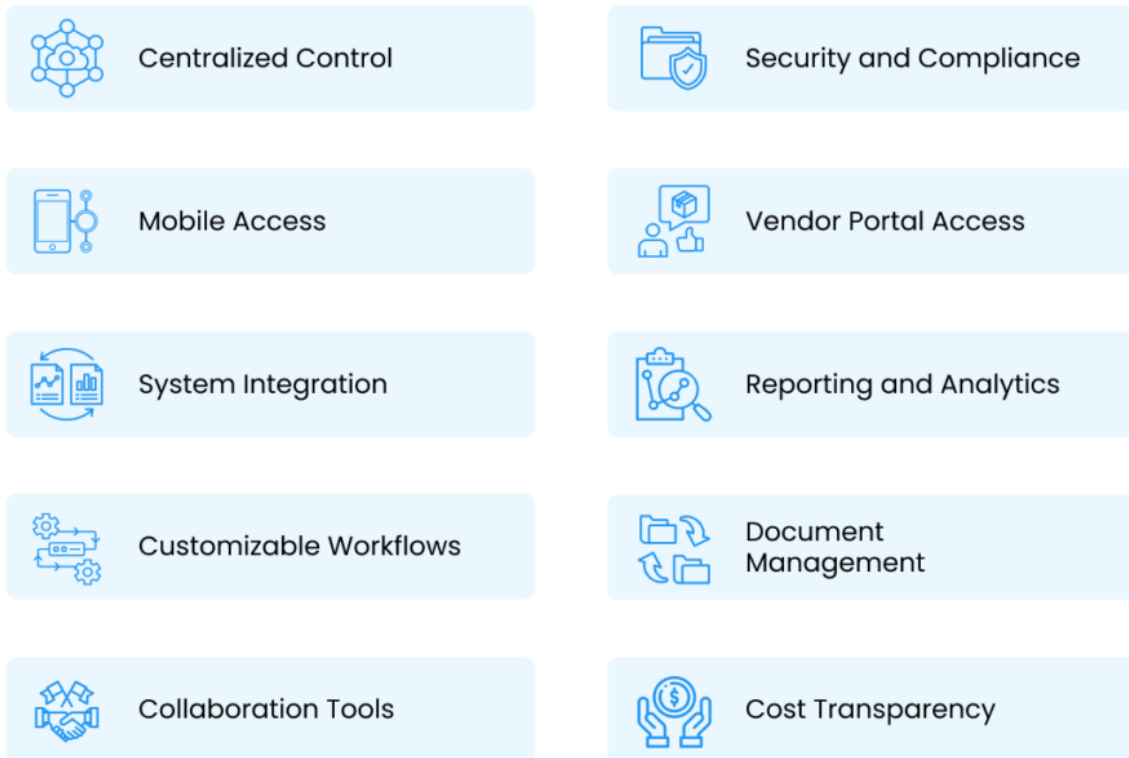 Centralized Control
Security and Compliance
Mobile Access
Vendor Portal Access
System Integration
Reporting and Analytics
Customizable Workflows
Document
Management
Collaboration Tools
Cost Transparency